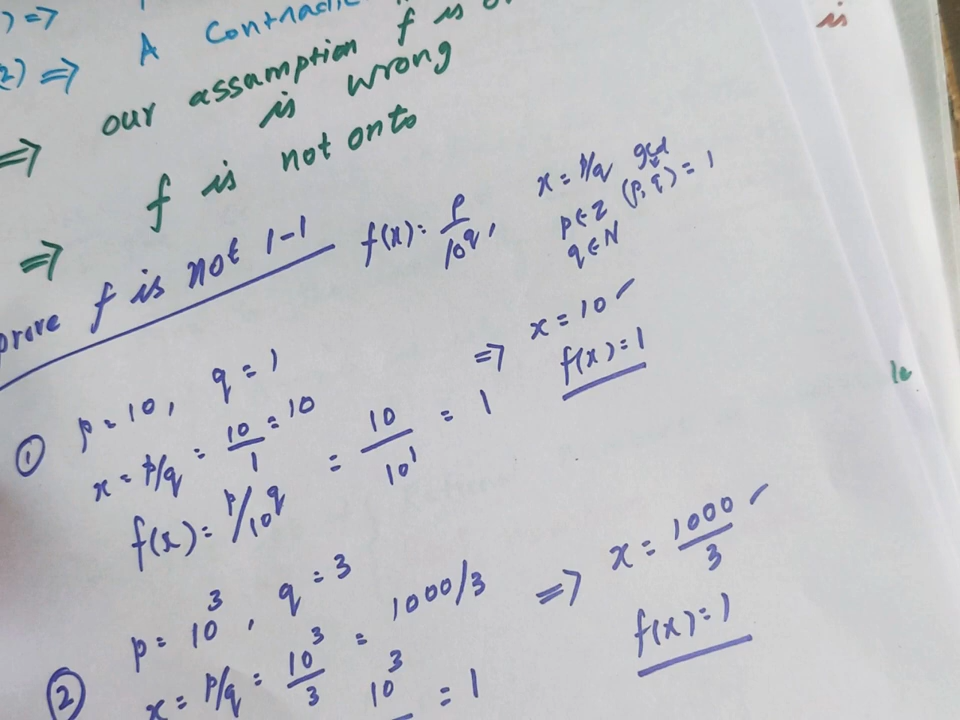 ) ⇒
2) ⇒ A Contradic
⇒ our assumption f is
is wrong
⇒ f is not onto
prove f is not 1-1 f(x) = p/10^q, x = p/q gcd (p, q) = 1
p ∈ Z
q ∈ N
① p = 10, q = 1
x = p/q = 10/1 = 10 ⇒ x = 10 ✓
f(x) = p/10^q = 10/10^1 = 1 f(x) = 1
② p = 10^3, q = 3
x = p/q = 10^3/3 = 1000/3 ⇒ x = 1000/3 ✓
10^3 = 1 f(x) = 1
is